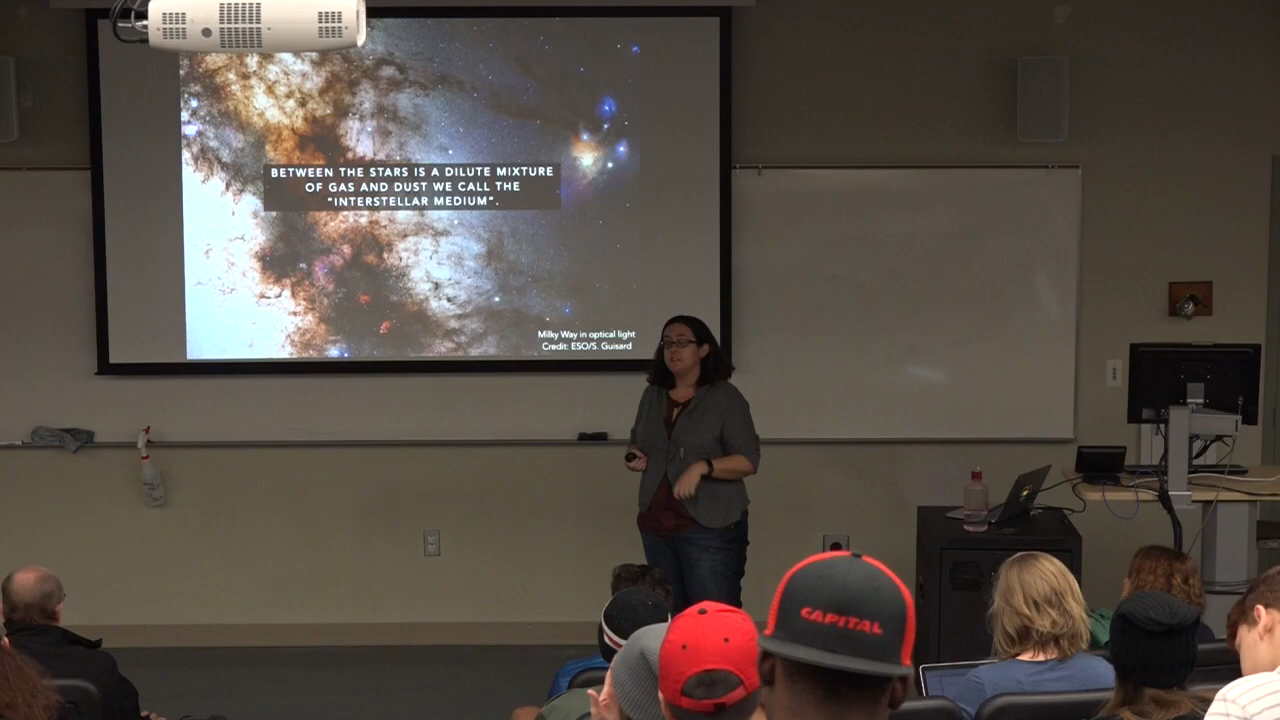 BETWEEN THE STARS IS A DILUTE MIXTURE
OF GAS AND DUST WE CALL THE
"INTERSTELLAR MEDIUM".
Milky Way in optical light
Credit: ESO/S. Guisard
CAPITAL